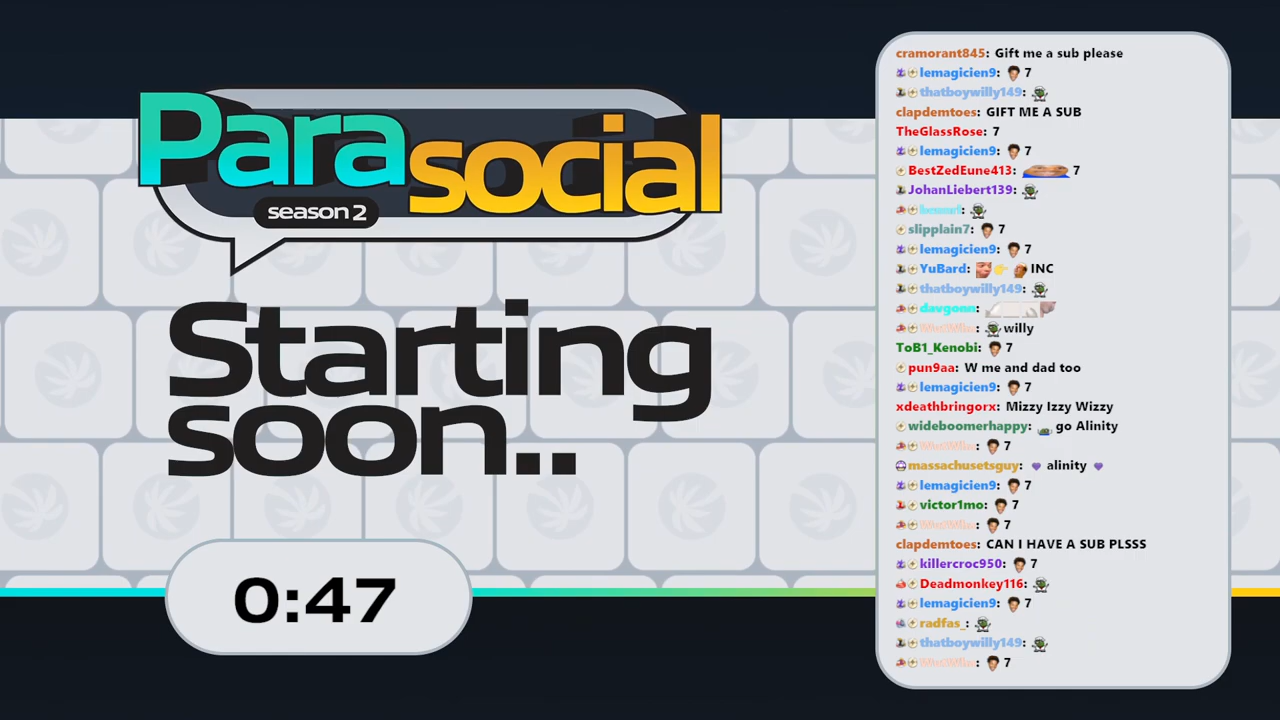 Parasocial
season 2
Starting
soon..
0:47
cramorant845: Gift me a sub please
lemagicien9: 7
thatboywilly149:
clapdemtoes: GIFT ME A SUB
TheGlassRose: 7
lemagicien9: 7
BestZedEune413: 7
JohanLiebert139:
slipplain7: 7
lemagicien9: 7
YuBard: INC
thatboywilly149:
davgonn:
willy
ToB1_Kenobi: 7
pun9aa: W me and dad too
lemagicien9: 7
xdeathbringorx: Mizzy Izzy Wizzy
wideboomerhappy: go Alinity
7
massachusetsguy: alinity
lemagicien9: 7
victor1mo: 7
7
clapdemtoes: CAN I HAVE A SUB PLSSS
killercroc950: 7
Deadmonkey116:
lemagicien9: 7
radfas_:
thatboywilly149:
7